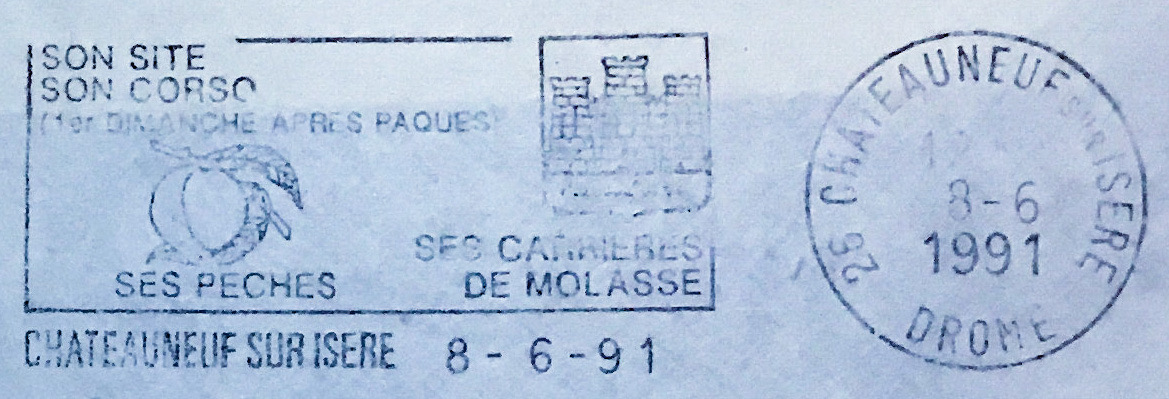 SON SITE
SON CORSO
(1er DIMANCHE APRES PAQUES)
SES PECHES
SES CARRIERES
DE MOLASSE
CHATEAUNEUF SUR ISERE 8 - 6 - 91
26 CHATEAUNEUF SUR ISERE
12
8-6
1991
DROME